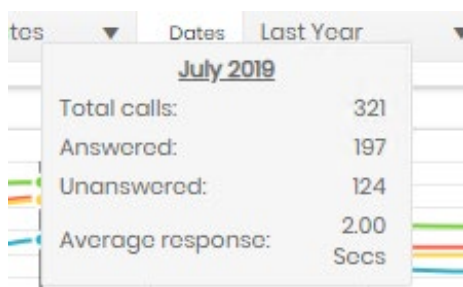 tes Dates Last Year
July 2019
Total calls: 321
Answered: 197
Unanswered: 124
Average response: 2.00 Secs